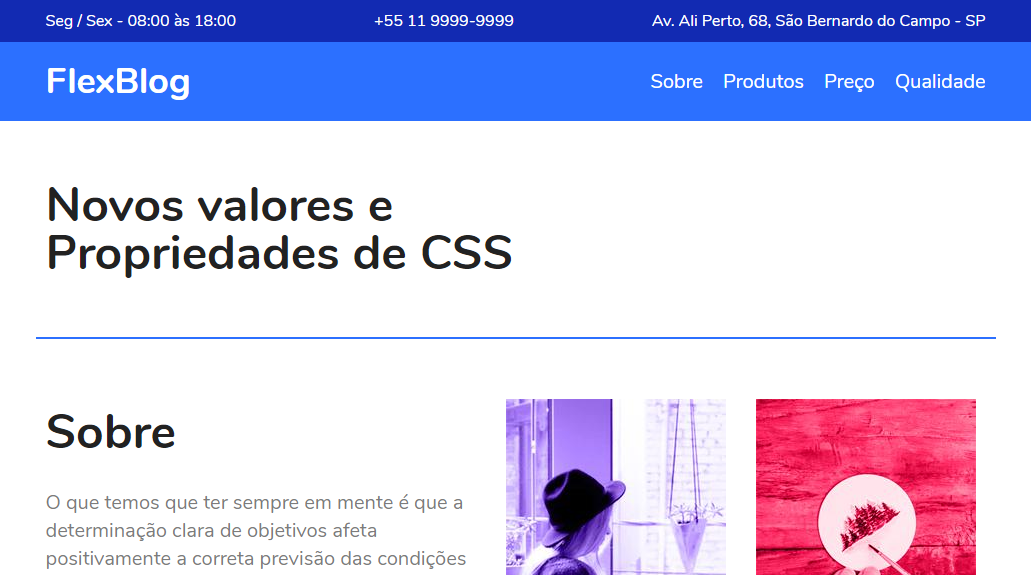 Seg / Sex - 08:00 às 18:00
+55 11 9999-9999
Av. Ali Perto, 68, São Bernardo do Campo - SP
FlexBlog
Sobre
Produtos
Preço
Qualidade
Novos valores e
Propriedades de CSS
Sobre
O que temos que ter sempre em mente é que a
determinação clara de objetivos afeta
positivamente a correta previsão das condições